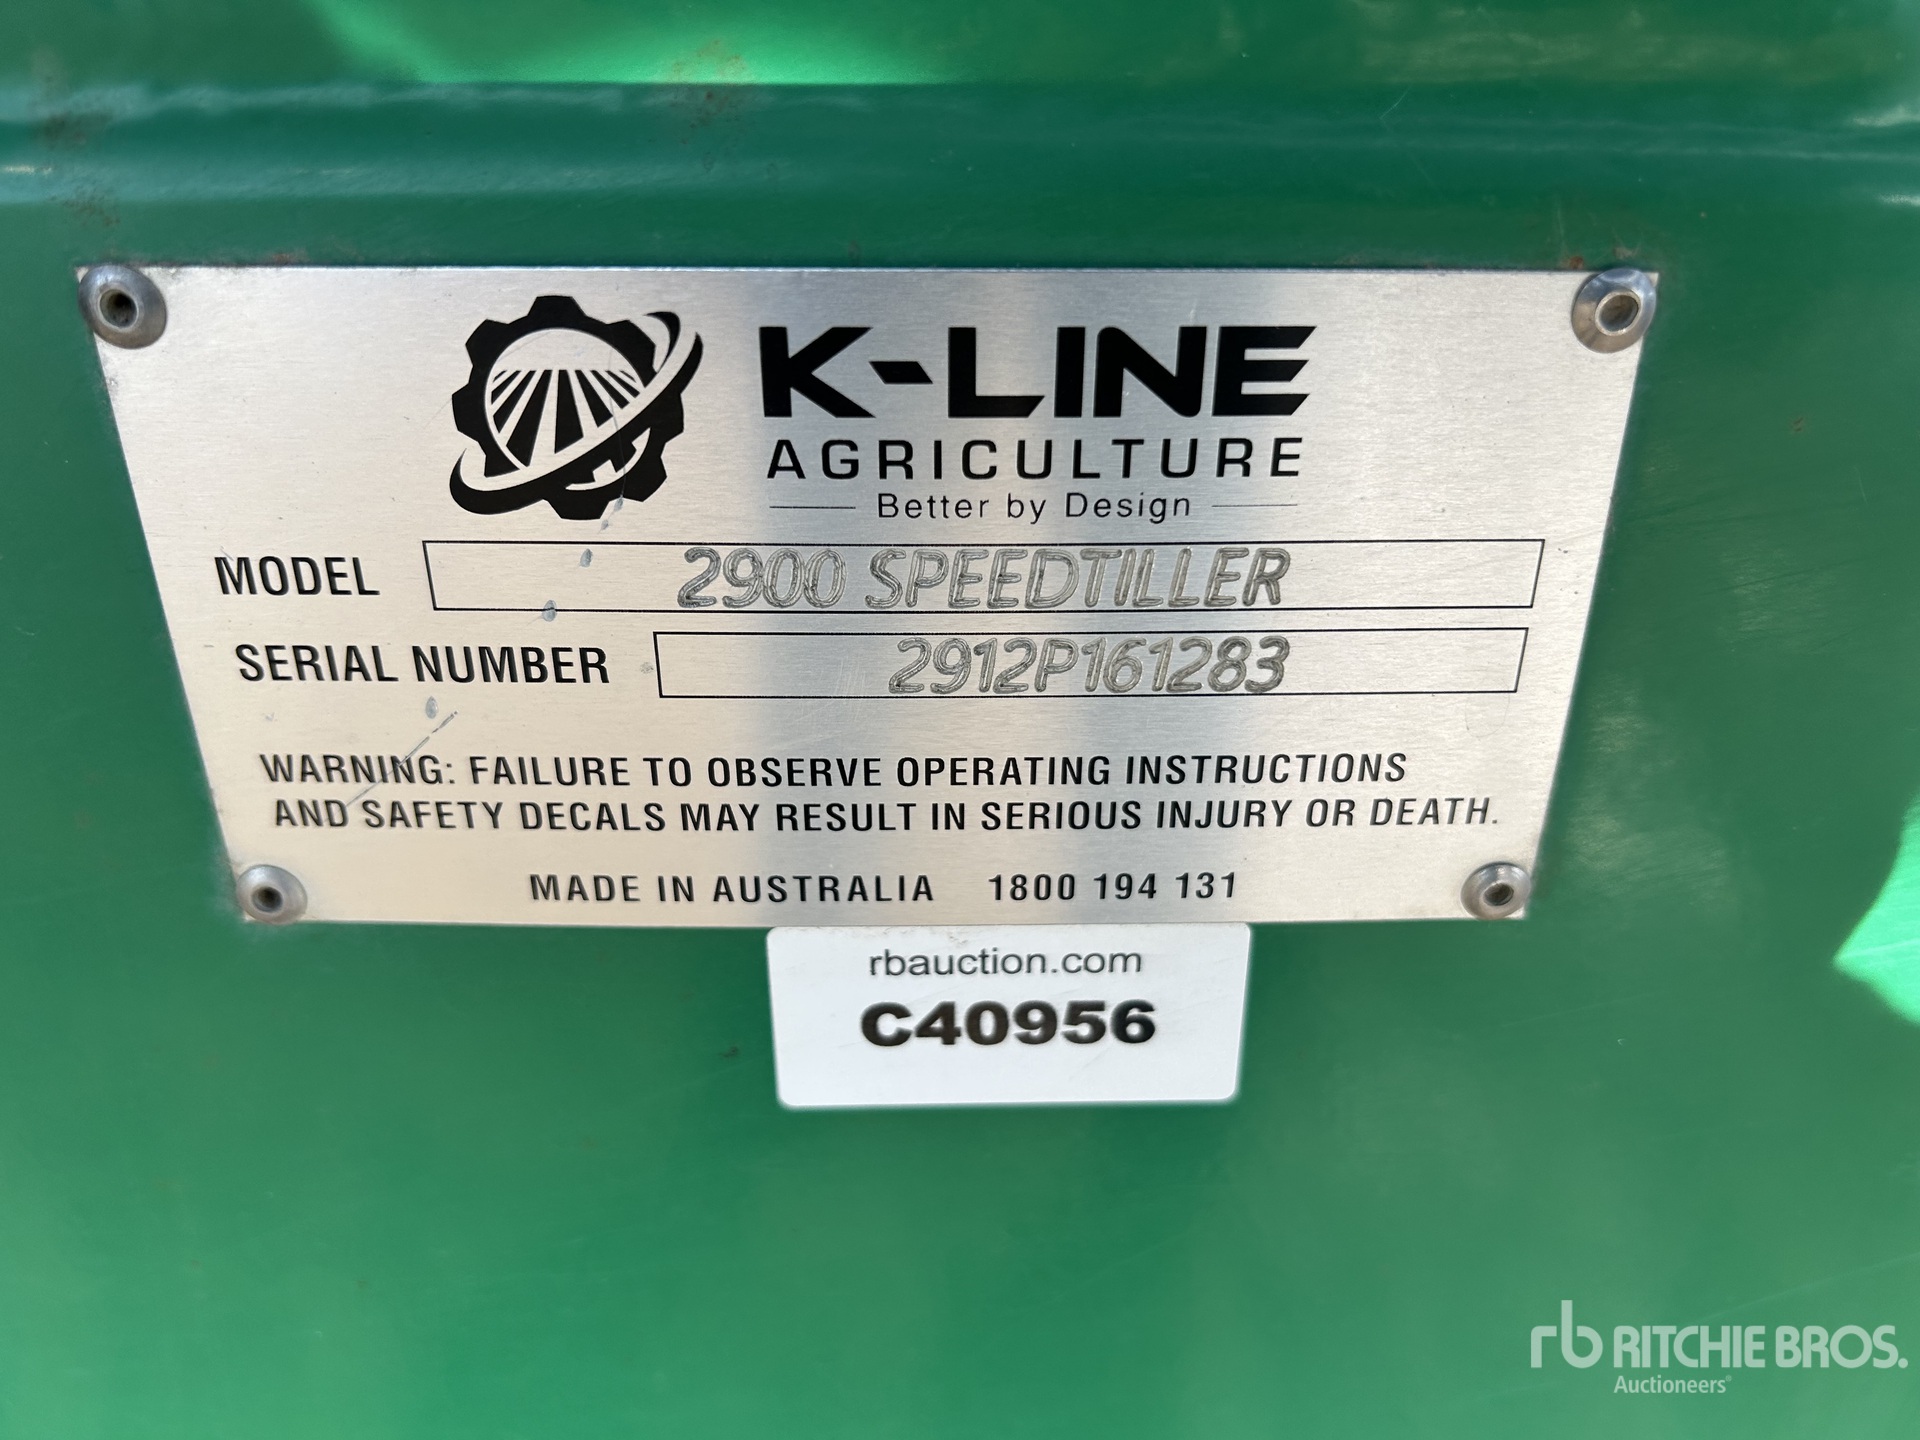 K-LINE
AGRICULTURE
Better by Design
MODEL 2900 SPEEDTILLER
SERIAL NUMBER 2912P161283
WARNING: FAILURE TO OBSERVE OPERATING INSTRUCTIONS
AND SAFETY DECALS MAY RESULT IN SERIOUS INJURY OR DEATH.
MADE IN AUSTRALIA 1800 194 131
rbauction.com
C40956
rb RITCHIE BROS.
Auctioneers®